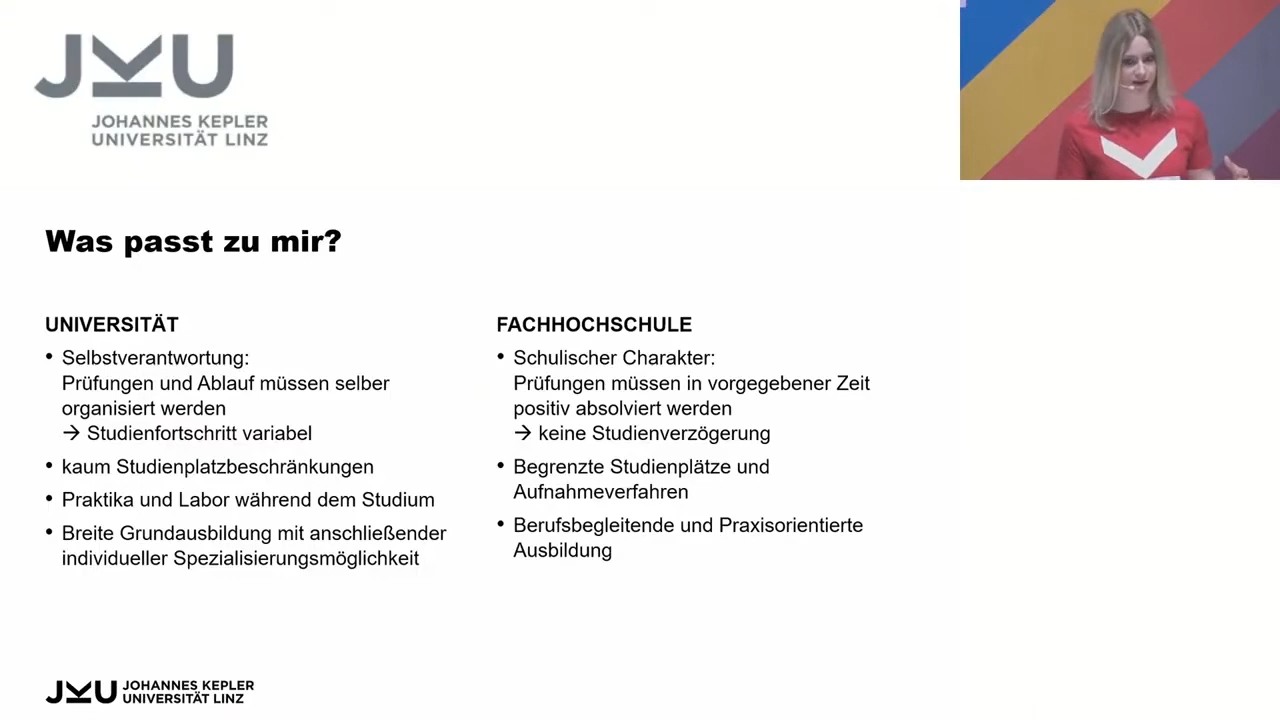 JKU
JOHANNES KEPLER
UNIVERSITÄT LINZ
Was passt zu mir?
UNIVERSITÄT
• Selbstverantwortung:
Prüfungen und Ablauf müssen selber
organisiert werden
→ Studienfortschritt variabel
• kaum Studienplatzbeschränkungen
• Praktika und Labor während dem Studium
• Breite Grundausbildung mit anschließender
individueller Spezialisierungsmöglichkeit
FACHHOCHSCHULE
• Schulischer Charakter:
Prüfungen müssen in vorgegebener Zeit
positiv absolviert werden
→ keine Studienverzögerung
• Begrenzte Studienplätze und
Aufnahmeverfahren
• Berufsbegleitende und Praxisorientierte
Ausbildung
JKU JOHANNES KEPLER
UNIVERSITÄT LINZ